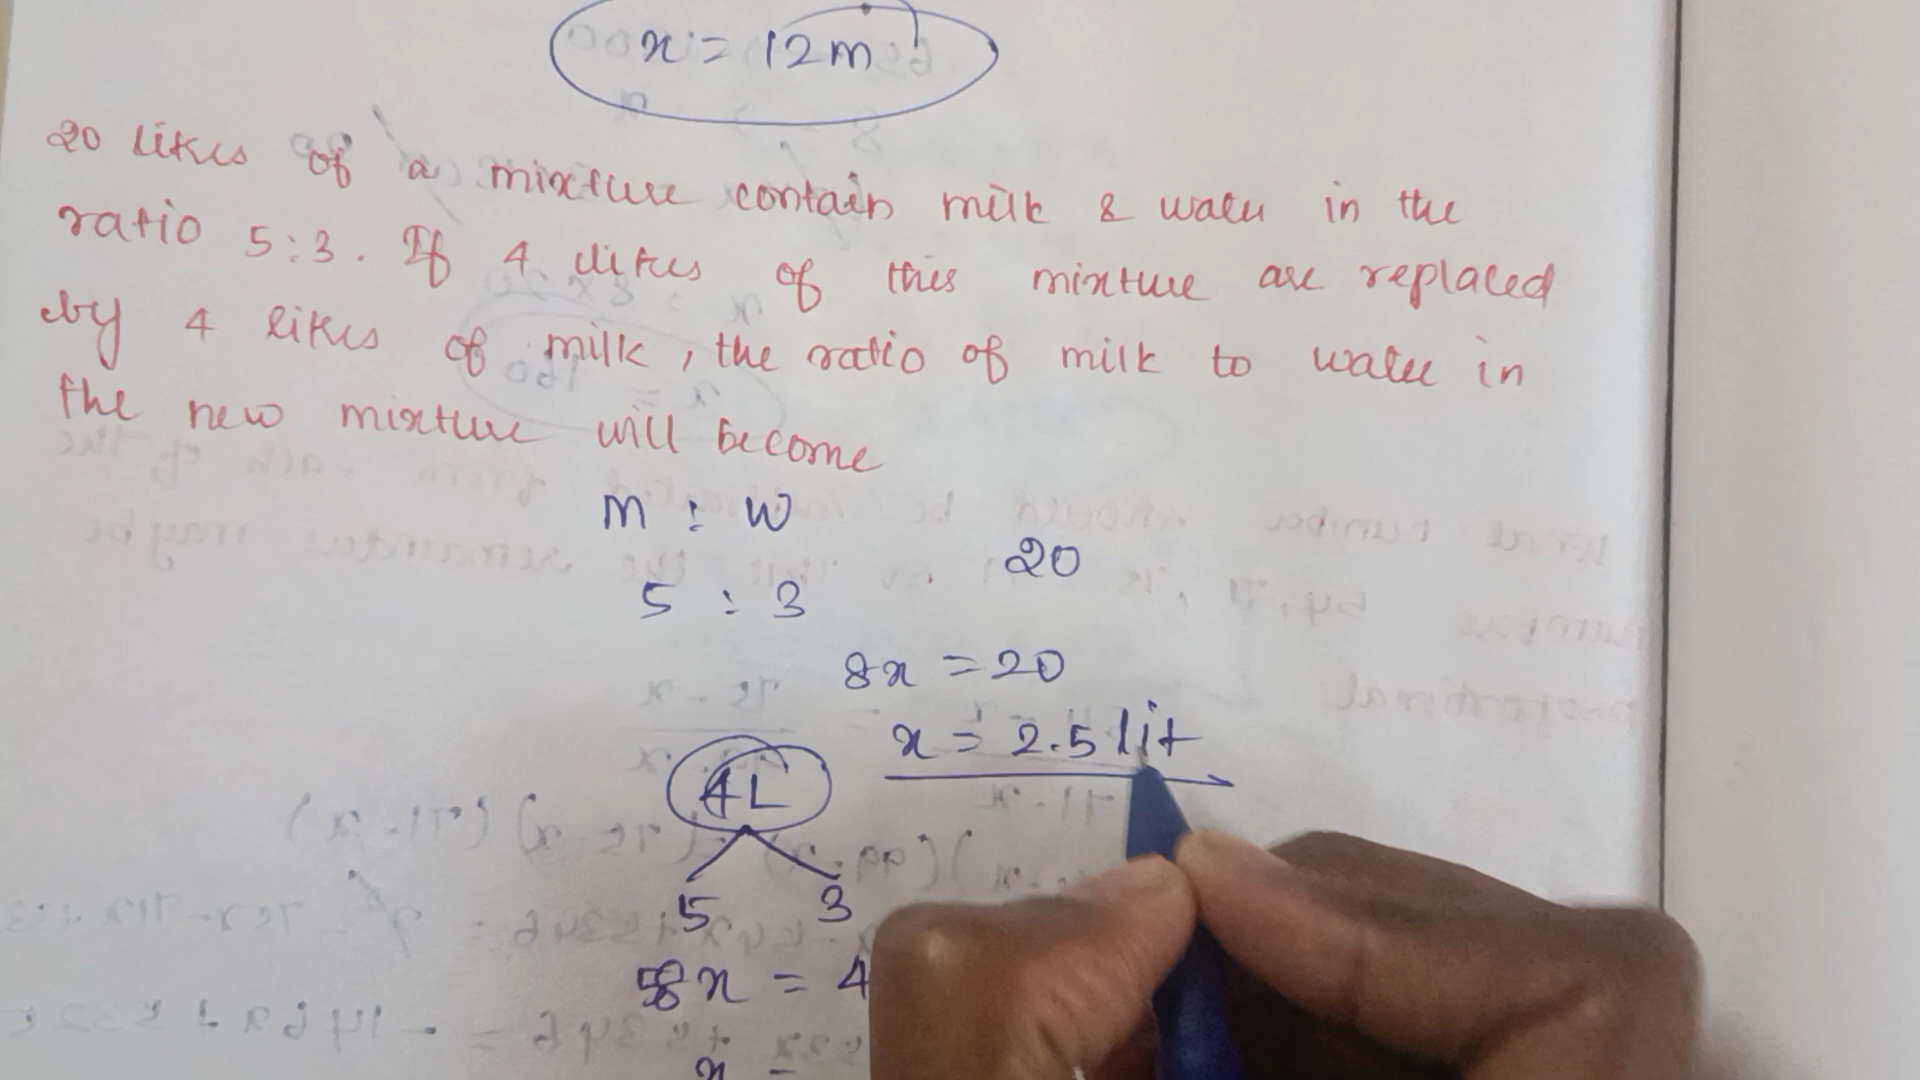 x = 12m
20 litres of a mixture contain milk & water in the
ratio 5:3. If 4 litres of this mixture are replaced
by 4 litres of milk, the ratio of milk to water in
the new mixture will become
m : w
5 : 3
20
8x = 20
x = 2.5 lit
4L
5 3
8x = 4
x =